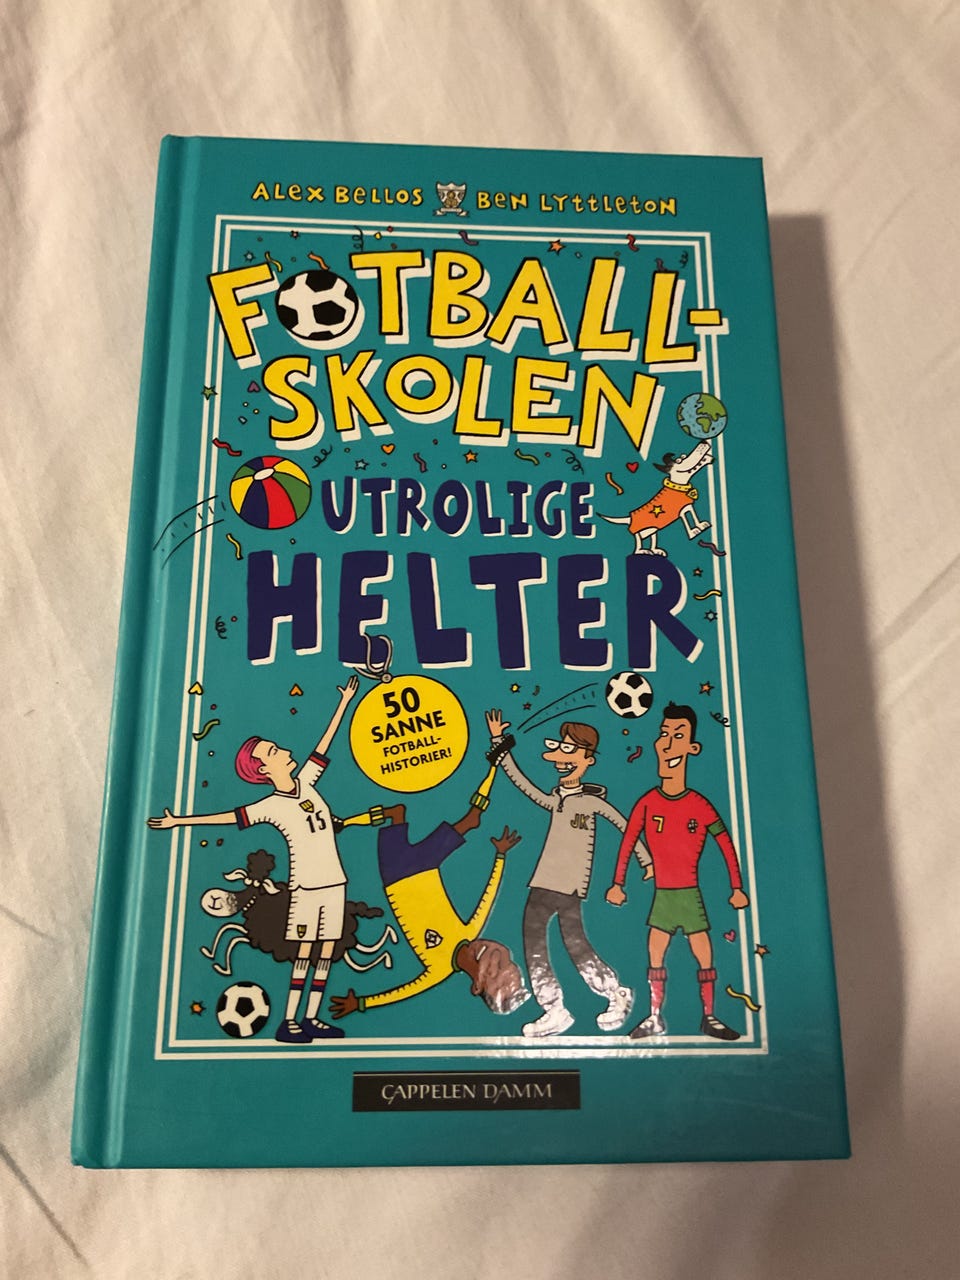 ALEX BELLOS BEN LYTTLETON
FOTBALL-
SKOLEN
UTROLIGE
HELTER
50
SANNE
FOTBALL-
HISTORIER!
15
JK
7
CAPPELEN DAMM